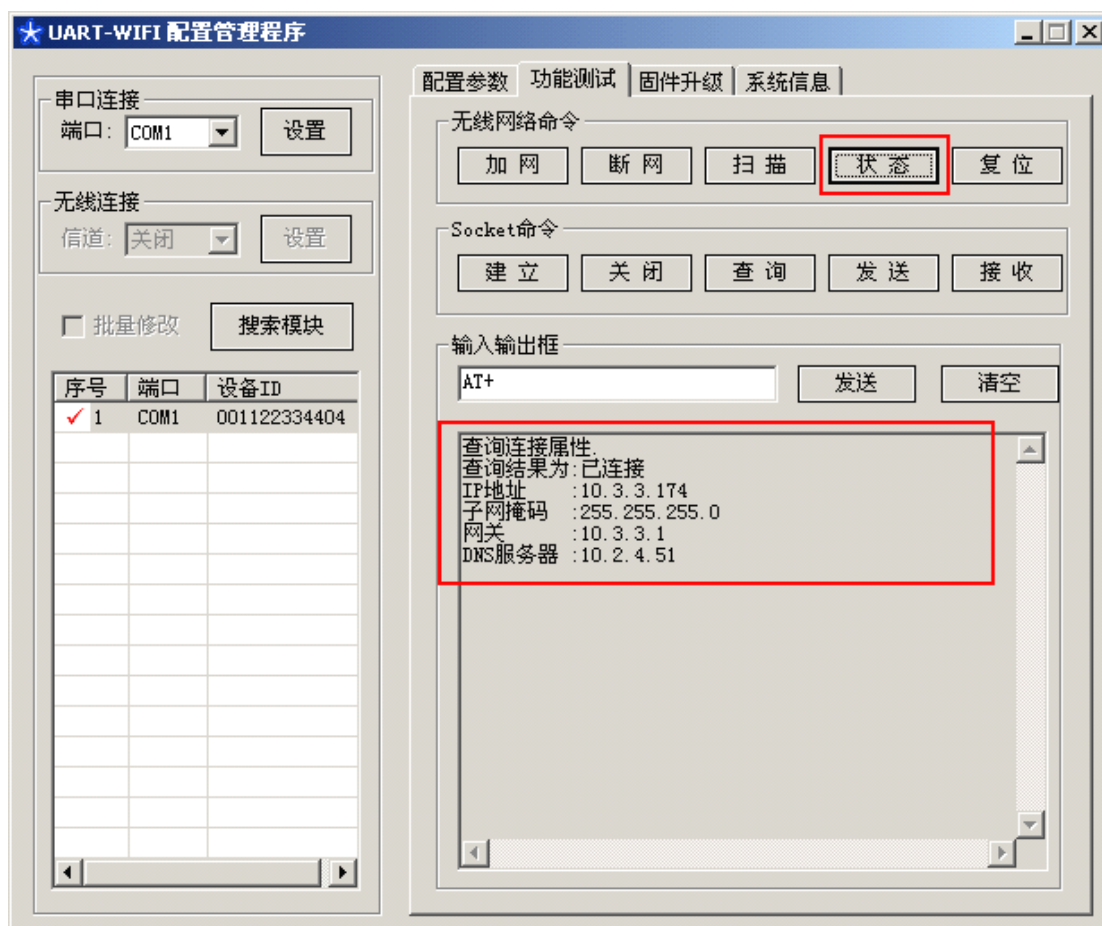 UART-WIFI 配置管理程序
串口连接
端口: COM1 设置
无线连接
信道: 关闭 设置
批量修改 搜索模块
序号 端口 设备ID
1 COM1 001122334404
配置参数 功能测试 固件升级 系统信息
无线网络命令
加 网 断 网 扫 描 状 态 复 位
Socket命令
建 立 关 闭 查 询 发 送 接 收
输入输出框
AT+ 发送 清空
查询连接属性.
查询结果为:已连接
IP地址 :10.3.3.174
子网掩码 :255.255.255.0
网关 :10.3.3.1
DNS服务器 :10.2.4.51